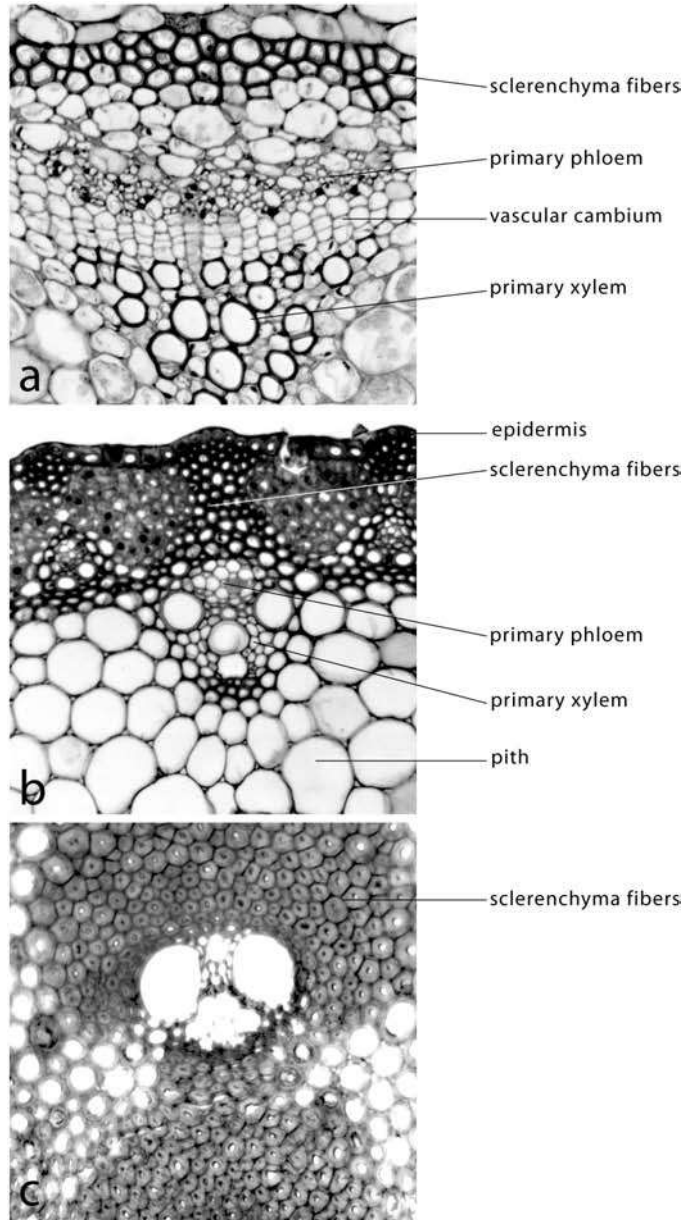 sclerenchyma fibers
primary phloem
vascular cambium
primary xylem
a
epidermis
sclerenchyma fibers
primary phloem
primary xylem
pith
b
sclerenchyma fibers
c